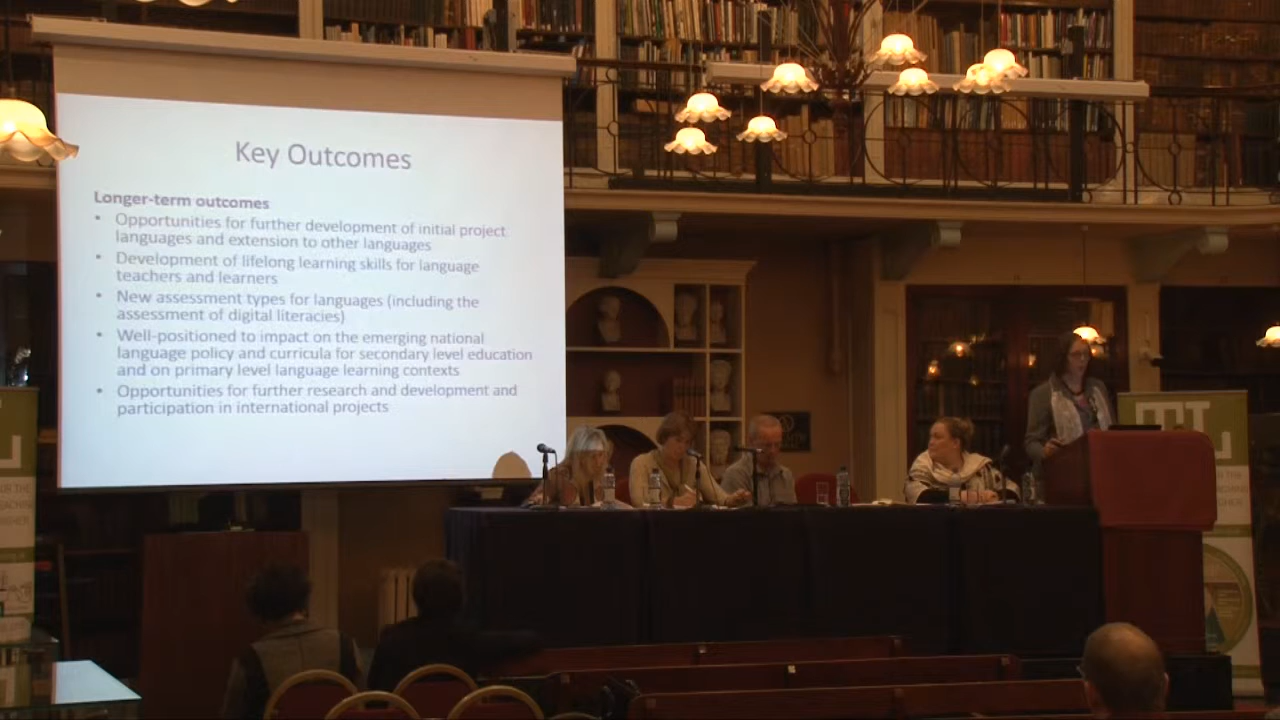 Key Outcomes
Longer-term outcomes
• Opportunities for further development of initial project
languages and extension to other languages
• Development of lifelong learning skills for language
teachers and learners
• New assessment types for languages (including the
assessment of digital literacies)
• Well-positioned to impact on the emerging national
language policy and curricula for secondary level education
and on primary level language learning contexts
• Opportunities for further research and development and
participation in international projects